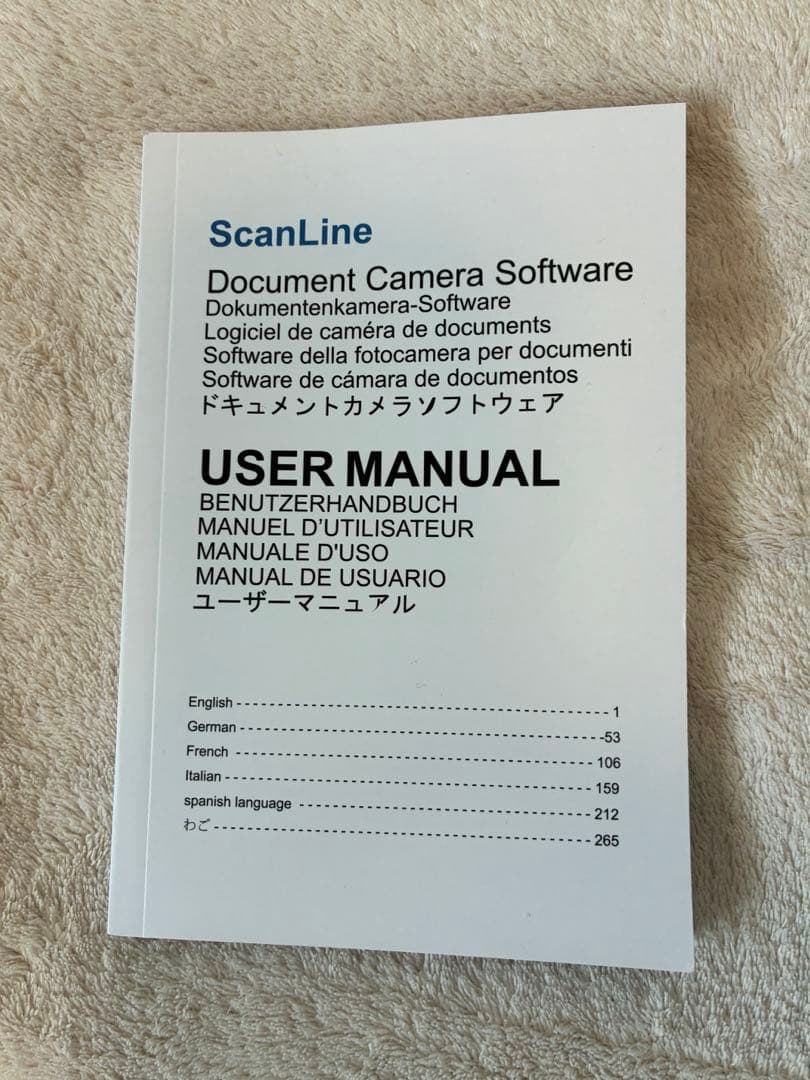 ScanLine
Document Camera Software
Dokumentenkamera-Software
Logiciel de caméra de documents
Software della fotocamera per documenti
Software de cámara de documentos
ドキュメントカメラソフトウェア
USER MANUAL
BENUTZERHANDBUCH
MANUEL D’UTILISATEUR
MANUALE D'USO
MANUAL DE USUARIO
ユーザーマニュアル
English - - - - - - - - - - - - - - - - - - - - - - - - - - - - - - - - - - - - - - - - - - - - - - - - - - - - - - 1
German - - - - - - - - - - - - - - - - - - - - - - - - - - - - - - - - - - - - - - - - - - - - - - - - - - - - -53
French - - - - - - - - - - - - - - - - - - - - - - - - - - - - - - - - - - - - - - - - - - - - - - - - - - - - 106
Italian - - - - - - - - - - - - - - - - - - - - - - - - - - - - - - - - - - - - - - - - - - - - - - - - - - - - - 159
spanish language - - - - - - - - - - - - - - - - - - - - - - - - - - - - - - - - - - - - - - - - - - 212
わご - - - - - - - - - - - - - - - - - - - - - - - - - - - - - - - - - - - - - - - - - - - - - - - - - - - - - - 265